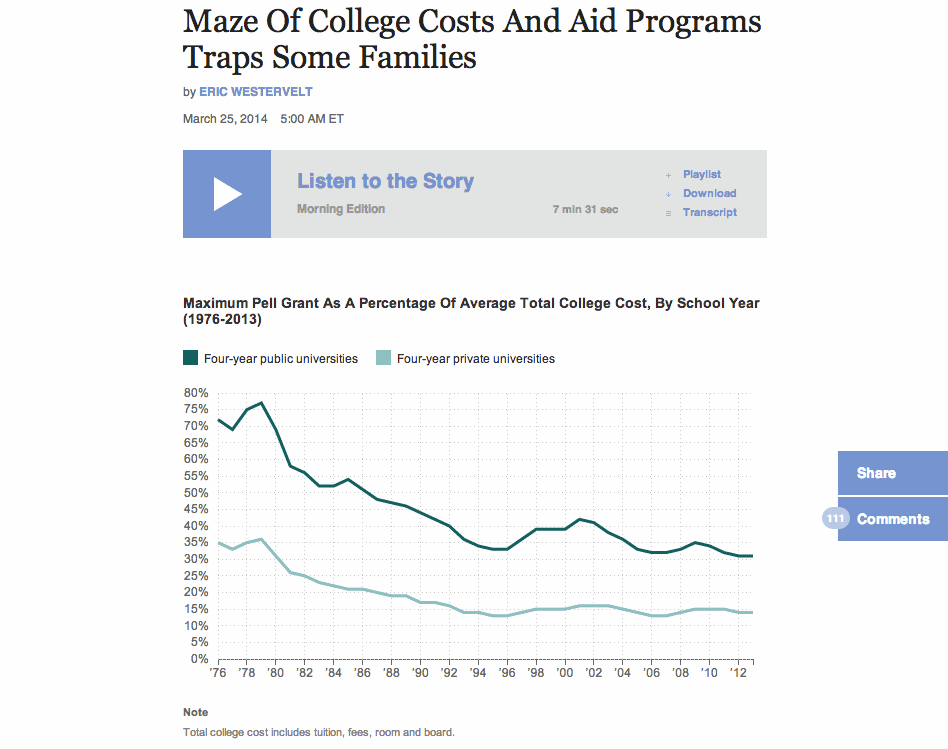 Maze Of College Costs And Aid Programs
Traps Some Families
by ERIC WESTERVELT
March 25, 2014 5:00 AM ET
Listen to the Story
Morning Edition
7 min 31 sec
+ Playlist
↓ Download
≡ Transcript
Maximum Pell Grant As A Percentage Of Average Total College Cost, By School Year
(1976-2013)
Four-year public universities Four-year private universities
80%
75%
70%
65%
60%
55%
50%
45%
40%
35%
30%
25%
20%
15%
10%
5%
0%
'76 '78 '80 '82 '84 '86 '88 '90 '92 '94 '96 '98 '00 '02 '04 '06 '08 '10 '12
Share
111 Comments
Note
Total college cost includes tuition, fees, room and board.